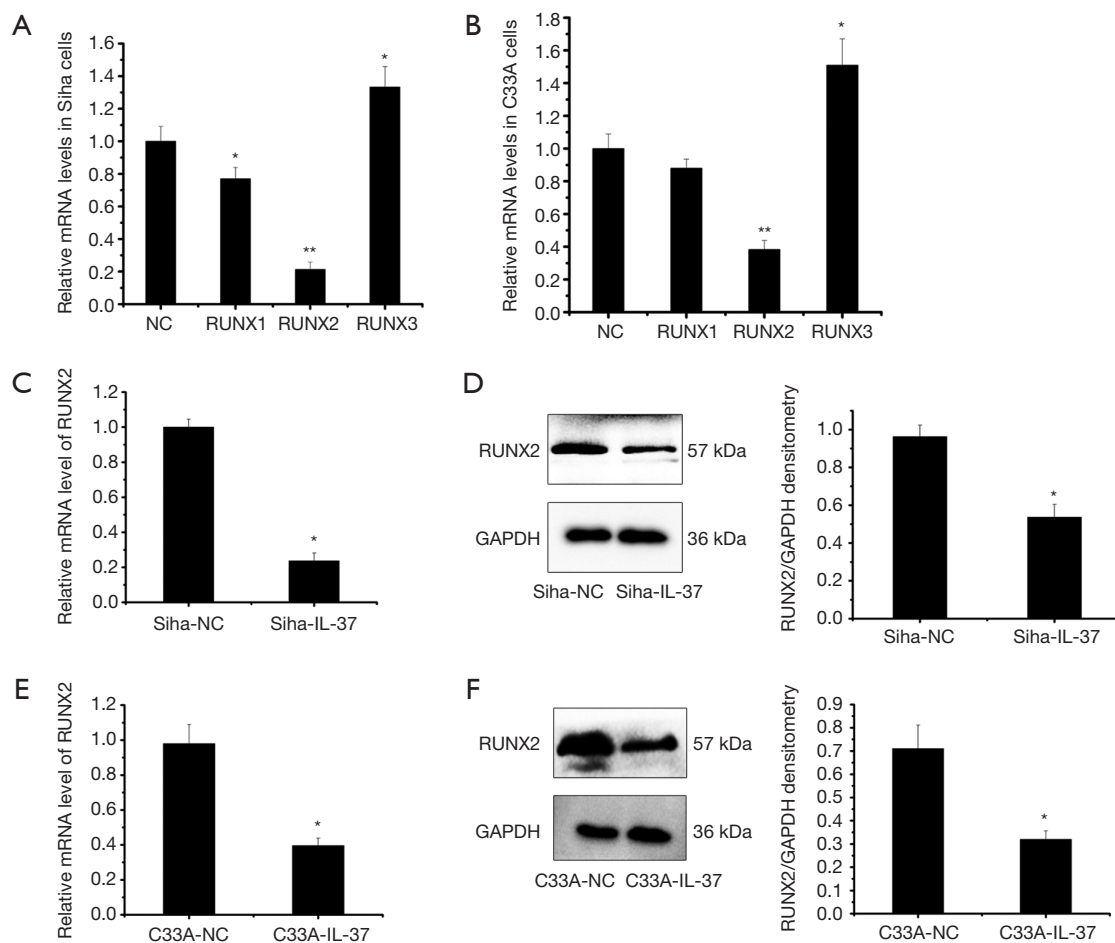 A
Relative mRNA levels in Siha cells
1.6
1.4
1.2
1.0
0.8
0.6
0.4
0.2
0.0
*
**
*
NC RUNX1 RUNX2 RUNX3
B
Relative mRNA levels in C33A cells
1.8
1.6
1.4
1.2
1.0
0.8
0.6
0.4
0.2
0.0
**
*
NC RUNX1 RUNX2 RUNX3
C
Relative mRNA level of RUNX2
1.2
1.0
0.8
0.6
0.4
0.2
0.0
*
Siha-NC Siha-IL-37
D
RUNX2 57 kDa
GAPDH 36 kDa
Siha-NC Siha-IL-37
RUNX2/GAPDH densitometry
1.0
0.8
0.6
0.4
0.2
0.0
*
Siha-NC Siha-IL-37
E
Relative mRNA level of RUNX2
1.2
1.0
0.8
0.6
0.4
0.2
0.0
*
C33A-NC C33A-IL-37
F
RUNX2 57 kDa
GAPDH 36 kDa
C33A-NC C33A-IL-37
RUNX2/GAPDH densitometry
0.9
0.8
0.7
0.6
0.5
0.4
0.3
0.2
0.1
0.0
*
C33A-NC C33A-IL-37